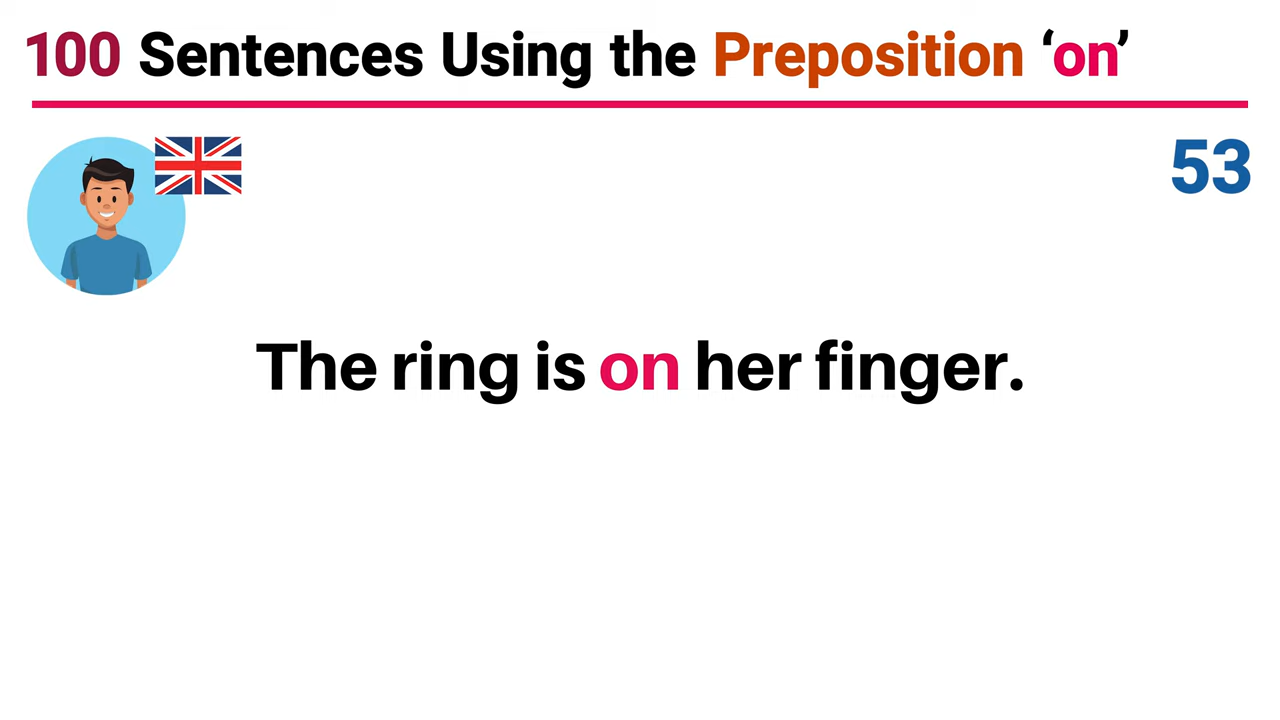 100 Sentences Using the Preposition ‘on’
53
The ring is on her finger.